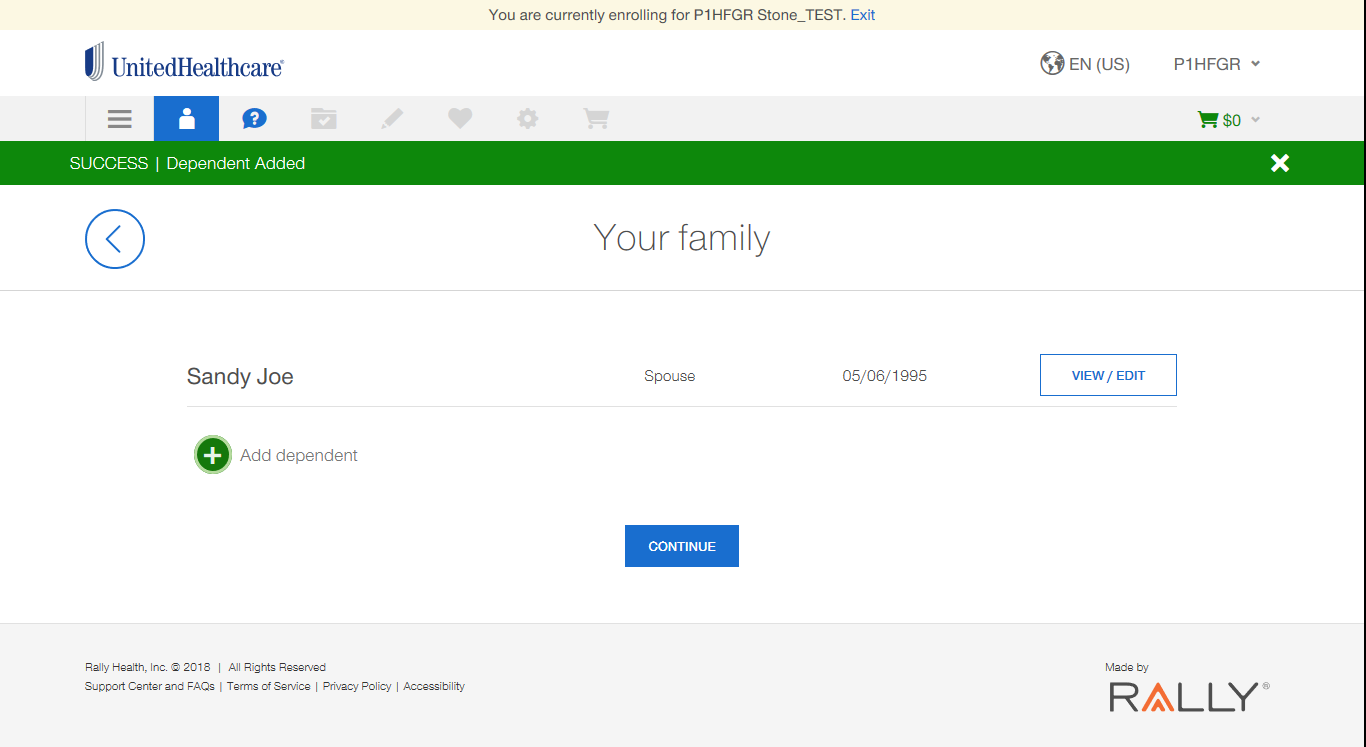 You are currently enrolling for P1HFGR Stone_TEST. Exit
UnitedHealthcare®
EN (US)
P1HFGR
$0
SUCCESS | Dependent Added
Your family
Sandy Joe Spouse 05/06/1995 VIEW / EDIT
Add dependent
CONTINUE
Rally Health, Inc. © 2018 | All Rights Reserved
Support Center and FAQs | Terms of Service | Privacy Policy | Accessibility
Made by
RALLY®